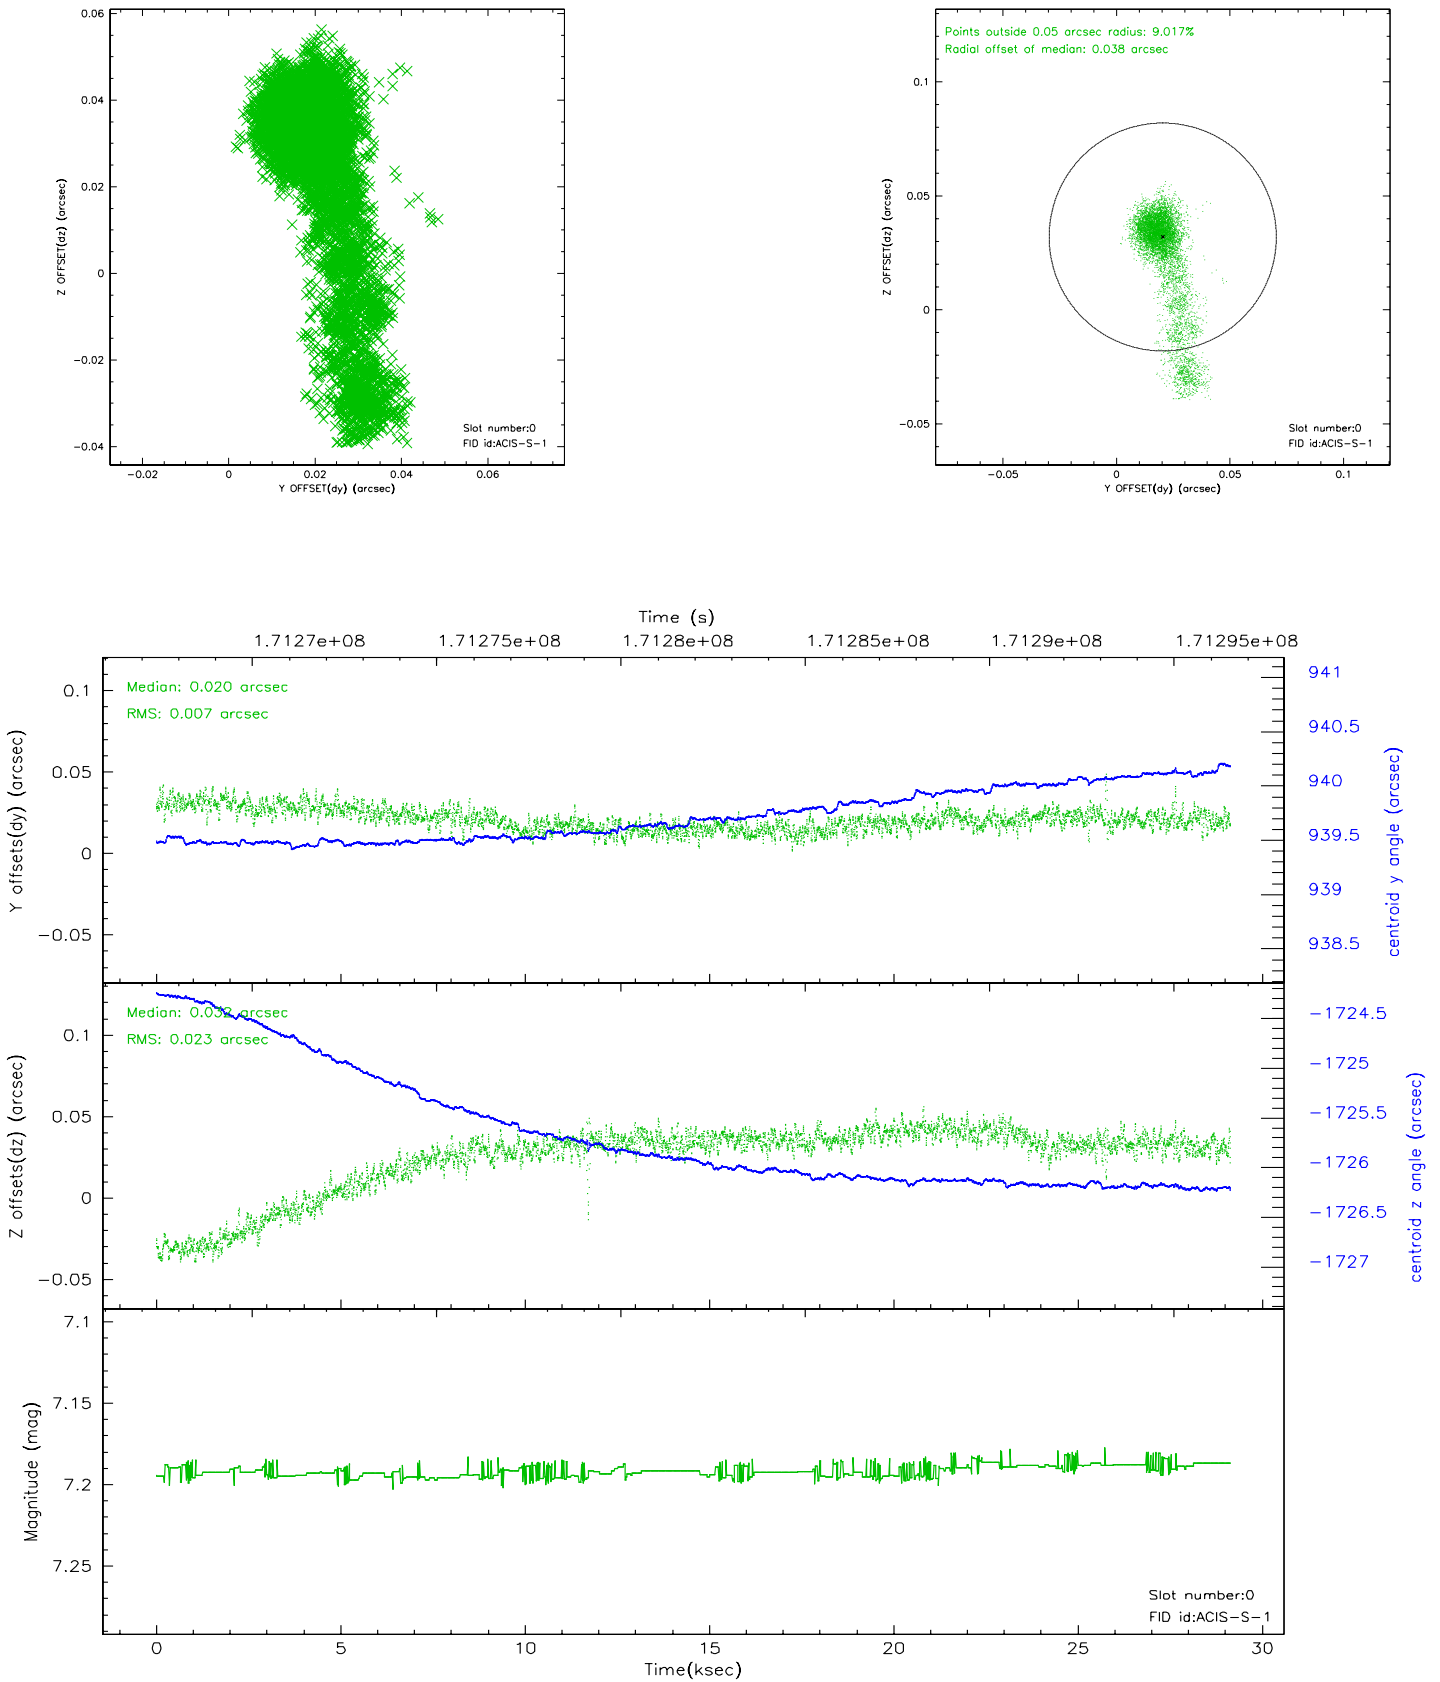 0.06
0.04
0.02
0
−0.02
−0.04
Z OFFSET(dz) (arcsec)
−0.02
0
0.02
0.04
0.06
Y OFFSET(dy) (arcsec)
Slot number:0
FID id:ACIS−S−1
Points outside 0.05 arcsec radius: 9.017%
Radial offset of median: 0.038 arcsec
0.1
0.05
0
−0.05
Z OFFSET(dz) (arcsec)
−0.05
0
0.05
0.1
Y OFFSET(dy) (arcsec)
Slot number:0
FID id:ACIS−S−1
Time (s)
1.7127e+08
1.71275e+08
1.7128e+08
1.71285e+08
1.7129e+08
1.71295e+08
Median: 0.020 arcsec
RMS: 0.007 arcsec
0.1
0.05
0
−0.05
Y offsets(dy) (arcsec)
941
940.5
940
939.5
939
938.5
centroid y angle (arcsec)
Median: 0.032 arcsec
RMS: 0.023 arcsec
0.1
0.05
0
−0.05
Z offsets(dz) (arcsec)
−1724.5
−1725
−1725.5
−1726
−1726.5
−1727
centroid z angle (arcsec)
7.1
7.15
7.2
7.25
Magnitude (mag)
Slot number:0
FID id:ACIS−S−1
0
5
10
15
20
25
30
Time(ksec)